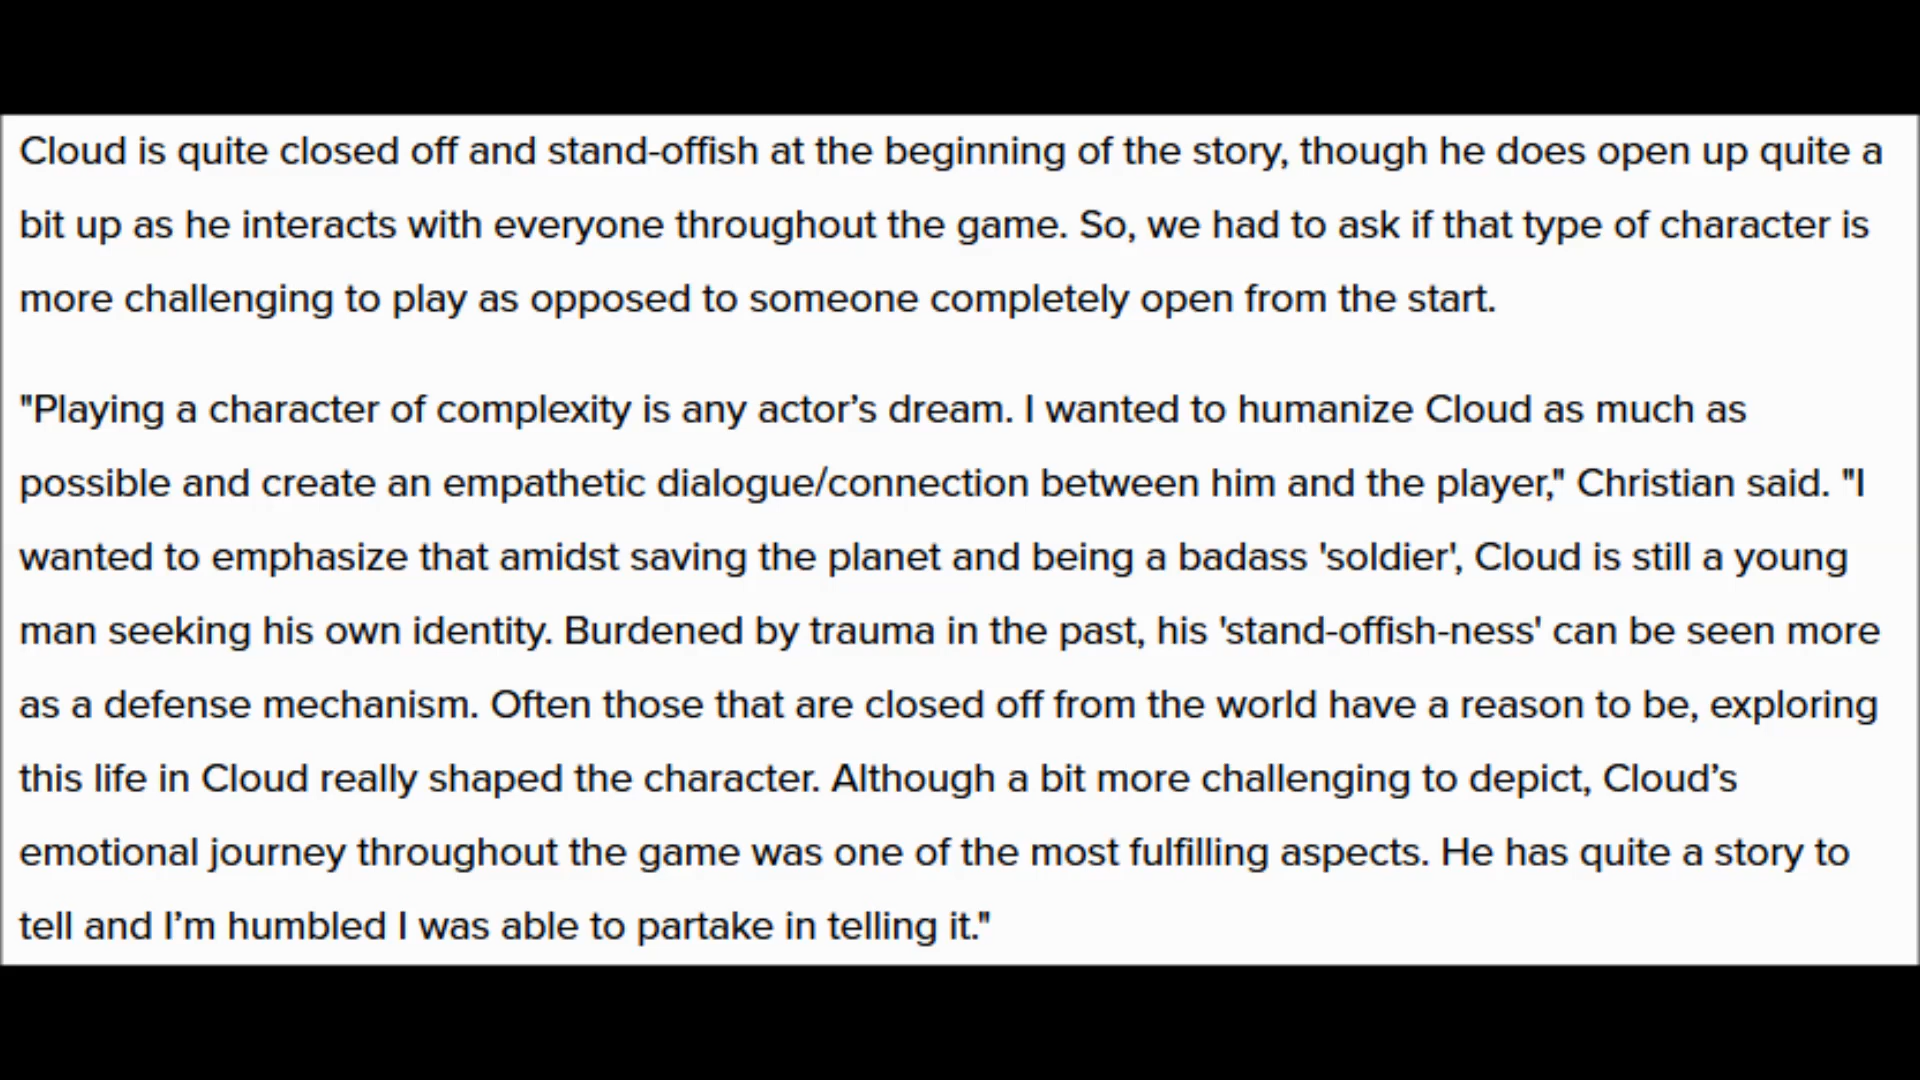 Cloud is quite closed off and stand-offish at the beginning of the story, though he does open up quite a
bit up as he interacts with everyone throughout the game. So, we had to ask if that type of character is
more challenging to play as opposed to someone completely open from the start.
"Playing a character of complexity is any actor’s dream. I wanted to humanize Cloud as much as
possible and create an empathetic dialogue/connection between him and the player," Christian said. "I
wanted to emphasize that amidst saving the planet and being a badass 'soldier', Cloud is still a young
man seeking his own identity. Burdened by trauma in the past, his 'stand-offish-ness' can be seen more
as a defense mechanism. Often those that are closed off from the world have a reason to be, exploring
this life in Cloud really shaped the character. Although a bit more challenging to depict, Cloud’s
emotional journey throughout the game was one of the most fulfilling aspects. He has quite a story to
tell and I’m humbled I was able to partake in telling it."